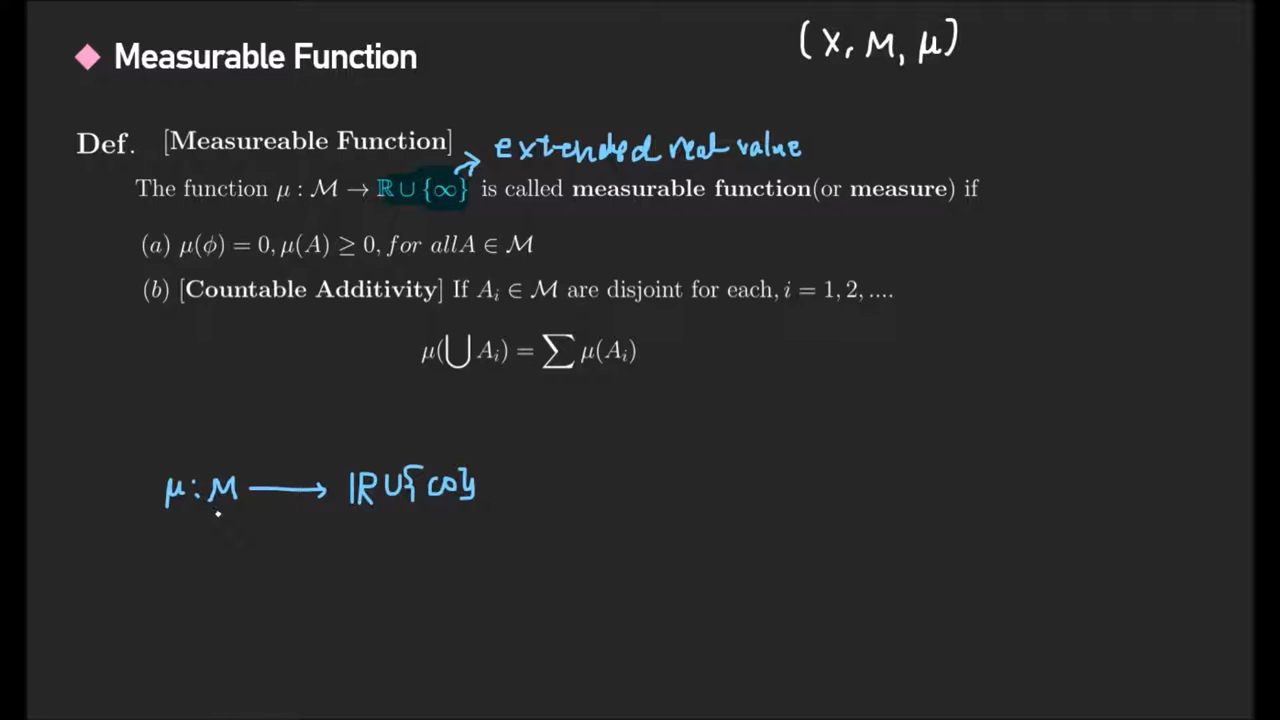 Measurable Function
(X, M, μ)
Def. [Measureable Function]
extended real value
The function μ : ℳ → ℝ ∪ {∞} is called measurable function(or measure) if
(a) μ(ϕ) = 0, μ(A) ≥ 0, for allA ∈ ℳ
(b) [Countable Additivity] If Aᵢ ∈ ℳ are disjoint for each, i = 1, 2, ....
μ(⋃ Aᵢ) = ∑ μ(Aᵢ)
μ : M ⟶ ℝ ∪ {∞}